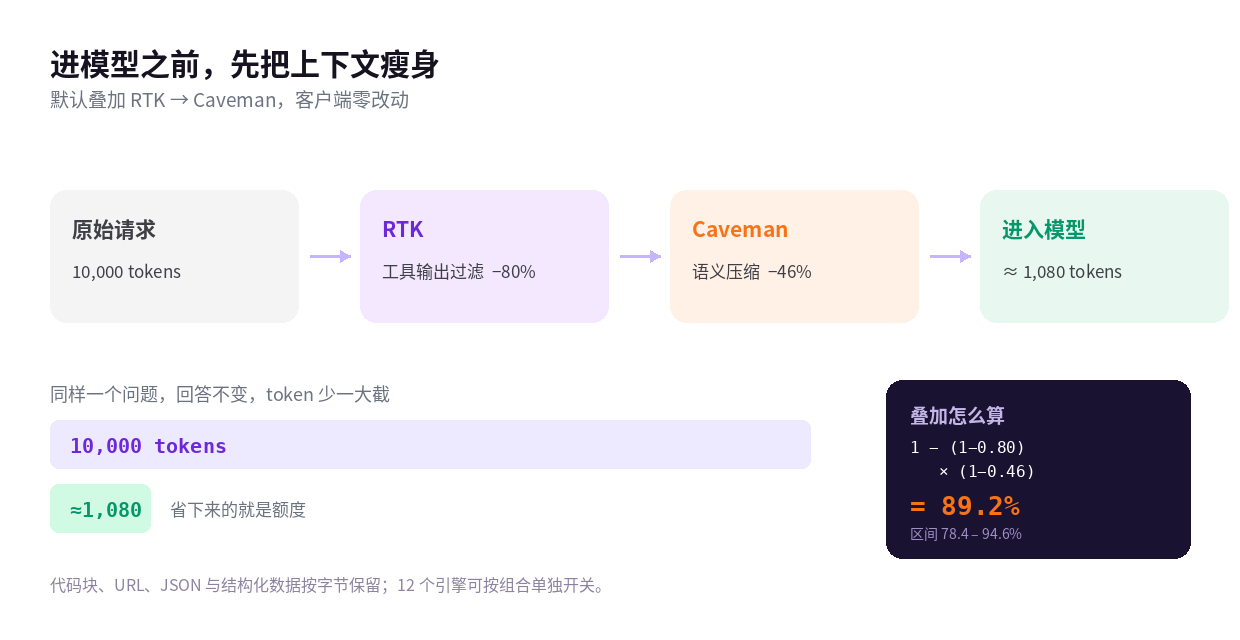 进模型之前，先把上下文瘦身
默认叠加 RTK → Caveman，客户端零改动
原始请求
10,000 tokens
RTK
工具输出过滤 −80%
Caveman
语义压缩 −46%
进入模型
≈ 1,080 tokens
同样一个问题，回答不变，token 少一大截
10,000 tokens
≈1,080
省下来的就是额度
叠加怎么算
1 − (1−0.80)
× (1−0.46)
= 89.2%
区间 78.4 – 94.6%
代码块、URL、JSON 与结构化数据按字节保留；12 个引擎可按组合单独开关。